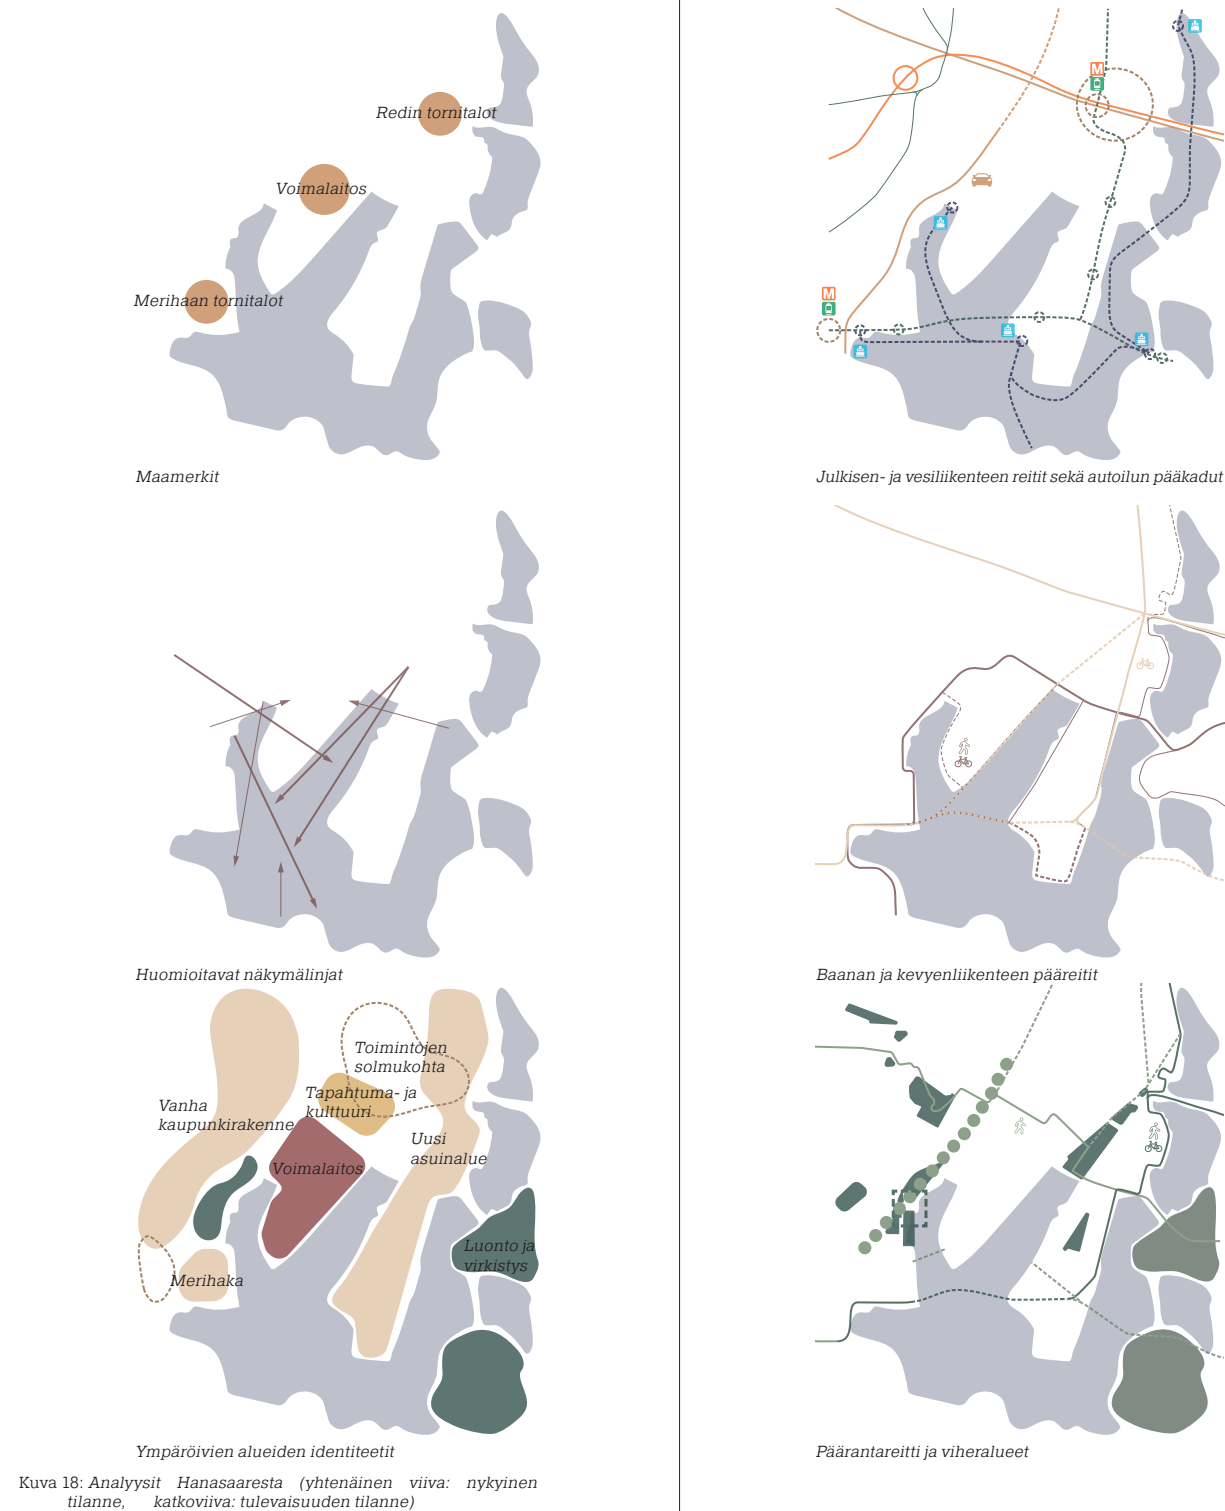 Redin tornitalot
Voimalaitos
Merihaan tornitalot
Maamerkit
M
M
Julkisen- ja vesiliikenteen reitit sekä autoilun pääkadut
Huomioitavat näkymälinjat
Baanan ja kevyenliikenteen pääreitit
Toimintojen
solmukohta
Tapahtuma- ja
kulttuuri
Vanha
kaupunkirakenne
Uusi
asuinalue
Voimalaitos
Luonto ja
virkistys
Merihaka
Ympäröivien alueiden identiteetit
Päärantareitti ja viheralueet
Kuva 18: Analyysit Hanasaaresta (yhtenäinen viiva: nykyinen
tilanne, katkoviiva: tulevaisuuden tilanne)